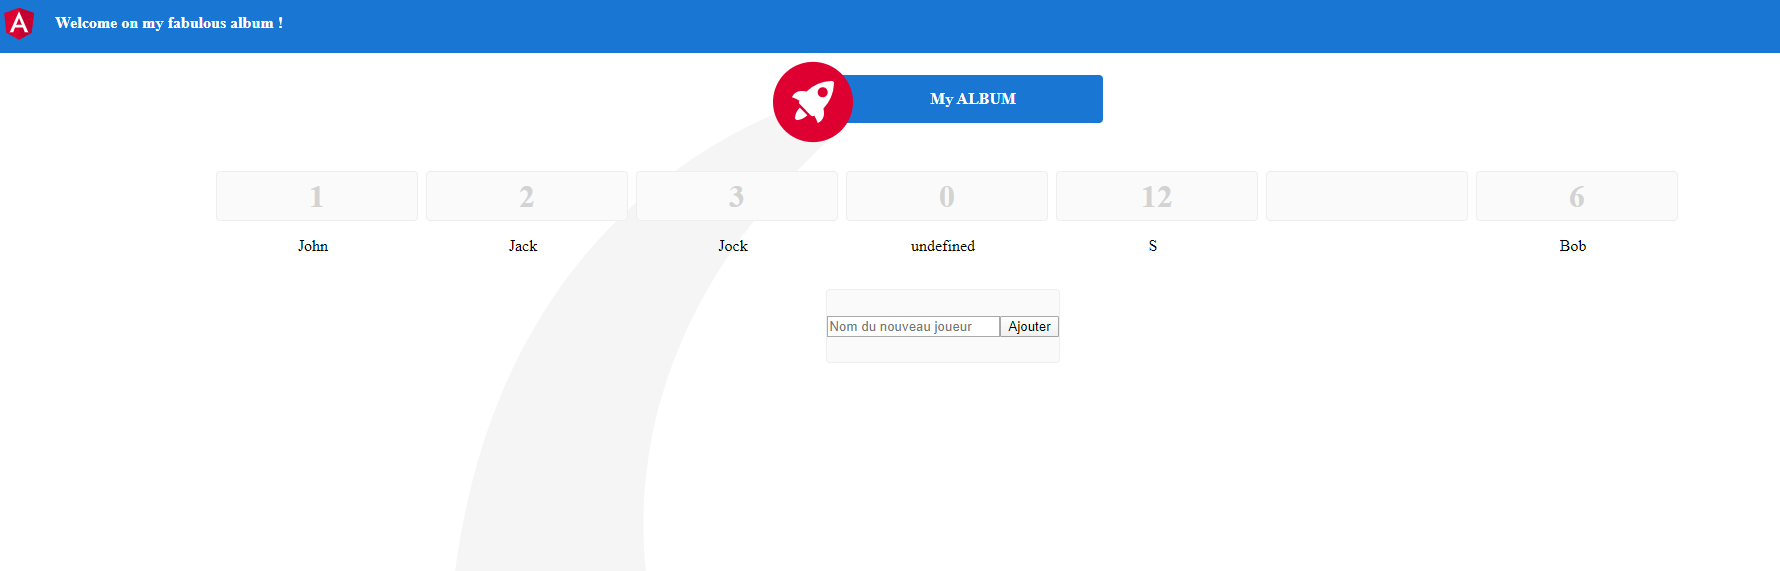 A
Welcome on my fabulous album !
My ALBUM
1 2 3 0 12 6
John Jack Jock undefined S Bob
Nom du nouveau joueur Ajouter